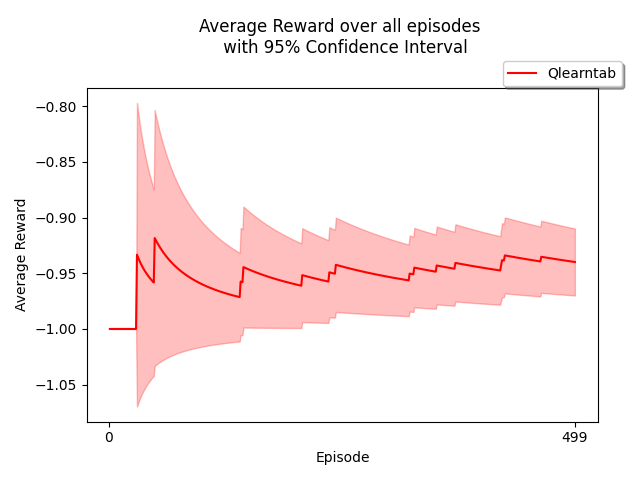 Average Reward over all episodes
with 95% Confidence Interval
Qlearntab
−0.80
−0.85
−0.90
−0.95
−1.00
−1.05
Average Reward
0
499
Episode